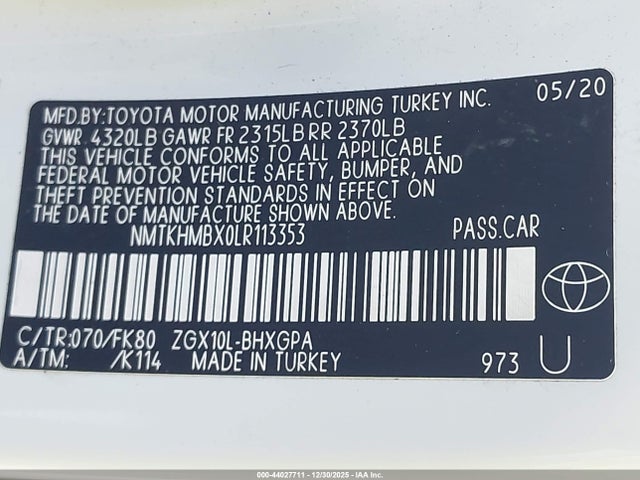 MFD.BY:TOYOTA MOTOR MANUFACTURING TURKEY INC. 05/20
GVWR 4320LB GAWR FR 2315LB RR 2370LB
THIS VEHICLE CONFORMS TO ALL APPLICABLE
FEDERAL MOTOR VEHICLE SAFETY, BUMPER, AND
THEFT PREVENTION STANDARDS IN EFFECT ON
THE DATE OF MANUFACTURE SHOWN ABOVE.
NMTKHMBX0LR113353 PASS.CAR
C/TR:070/FK80 ZGX10L-BHXGPA
A/TM: /K114 MADE IN TURKEY 973 U
000-44027711 - 12/30/2025 - IAA Inc.